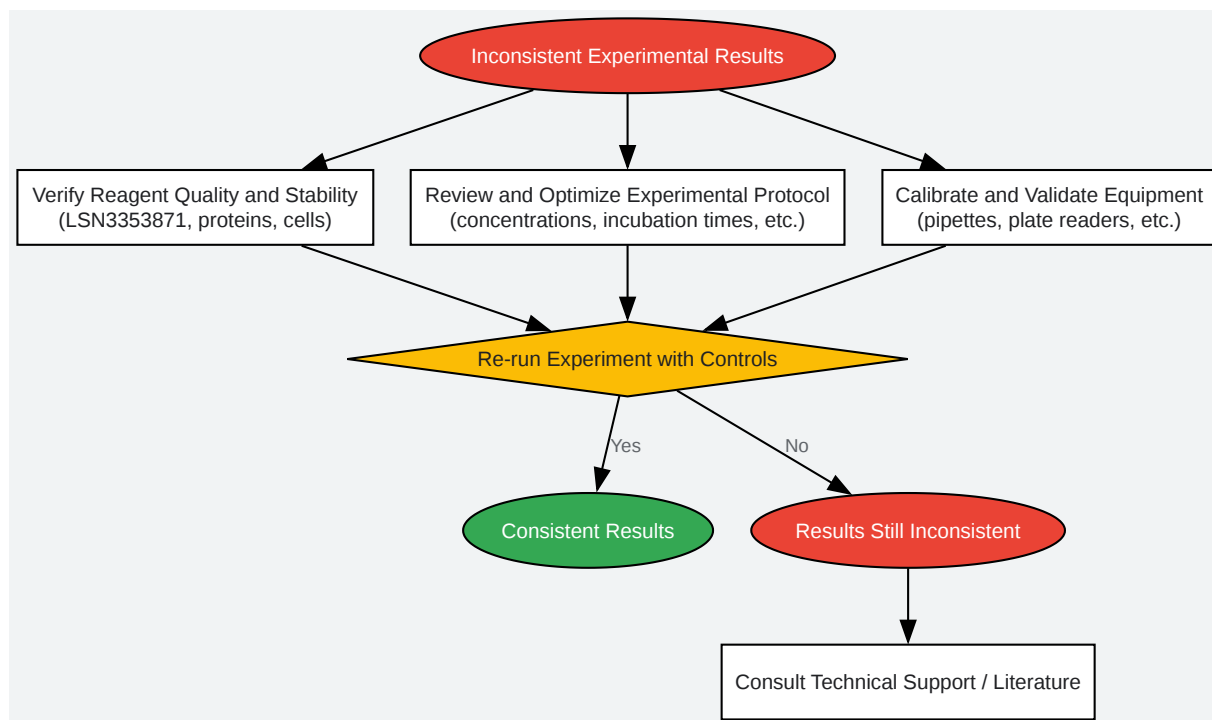 Inconsistent Experimental Results
Verify Reagent Quality and Stability
(LSN3353871, proteins, cells)
Review and Optimize Experimental Protocol
(concentrations, incubation times, etc.)
Calibrate and Validate Equipment
(pipettes, plate readers, etc.)
Re-run Experiment with Controls
Yes
No
Consistent Results
Results Still Inconsistent
Consult Technical Support / Literature